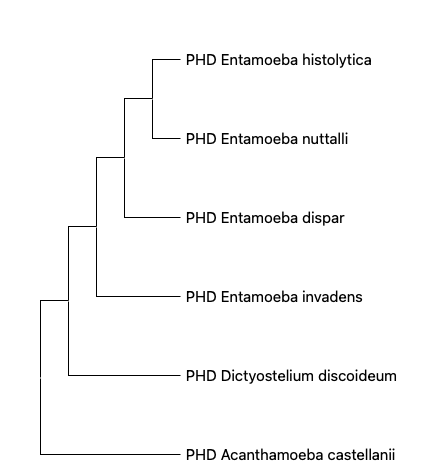 PHD Entamoeba histolytica
PHD Entamoeba nuttalli
PHD Entamoeba dispar
PHD Entamoeba invadens
PHD Dictyostelium discoideum
PHD Acanthamoeba castellanii